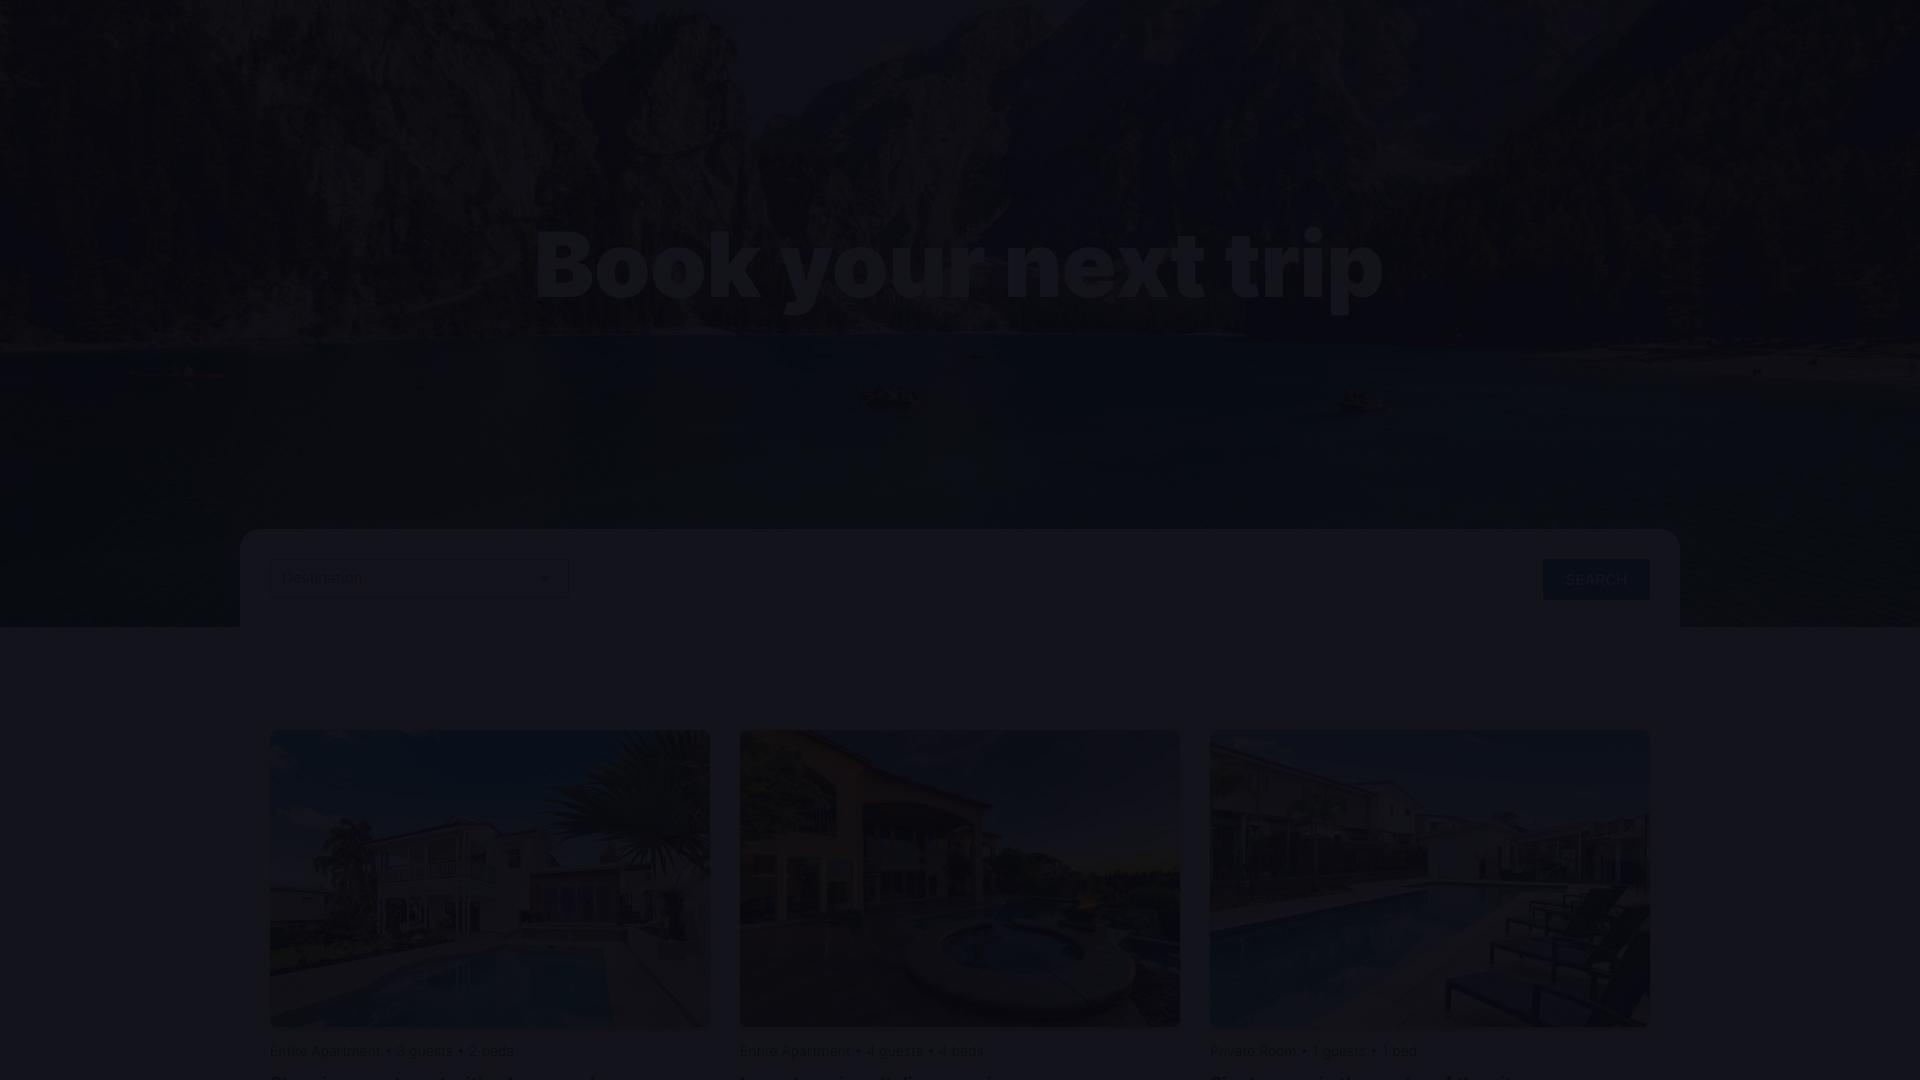 Book your next trip
Destination
SEARCH
Entire Apartment • 3 guests • 2 beds
Entire Apartment • 4 guests • 4 beds
Private Room • 1 guests • 1 bed